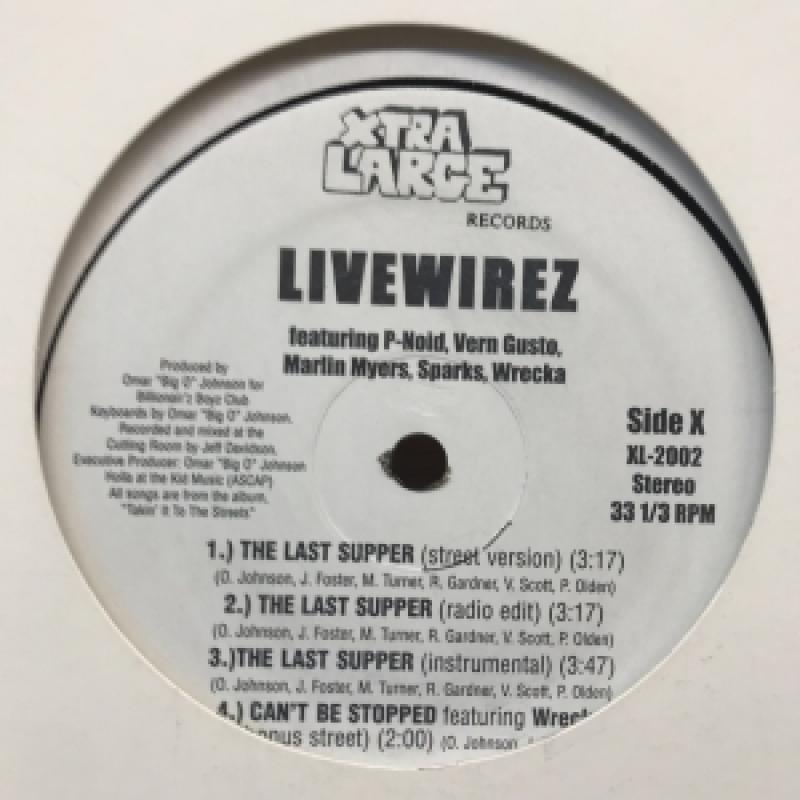 XTRA
LARGE
RECORDS
LIVEWIREZ
featuring P-Noid, Vern Gusto,
Marlin Myers, Sparks, Wrecka
Produced by
Omar "Big O" Johnson for
Billionair'z Boyz Club
Keyboards by Omar "Big O" Johnson.
Recorded and mixed at the
Cutting Room by Jeff Davidson.
Executive Producer: Omar "Big O" Johnson
Holla at the Kid Music (ASCAP)
All songs are from the album,
"Takin' It To The Streets"
Side X
XL-2002
Stereo
33 1/3 RPM
1.) THE LAST SUPPER (street version) (3:17)
(O. Johnson, J. Foster, M. Turner, R. Gardner, V. Scott, P. Olden)
2.) THE LAST SUPPER (radio edit) (3:17)
(O. Johnson, J. Foster, M. Turner, R. Gardner, V. Scott, P. Olden)
3.)THE LAST SUPPER (instrumental) (3:47)
(O. Johnson, J. Foster, M. Turner, R. Gardner, V. Scott, P. Olden)
4.) CAN'T BE STOPPED featuring
street) (2:00) (O. Johnson